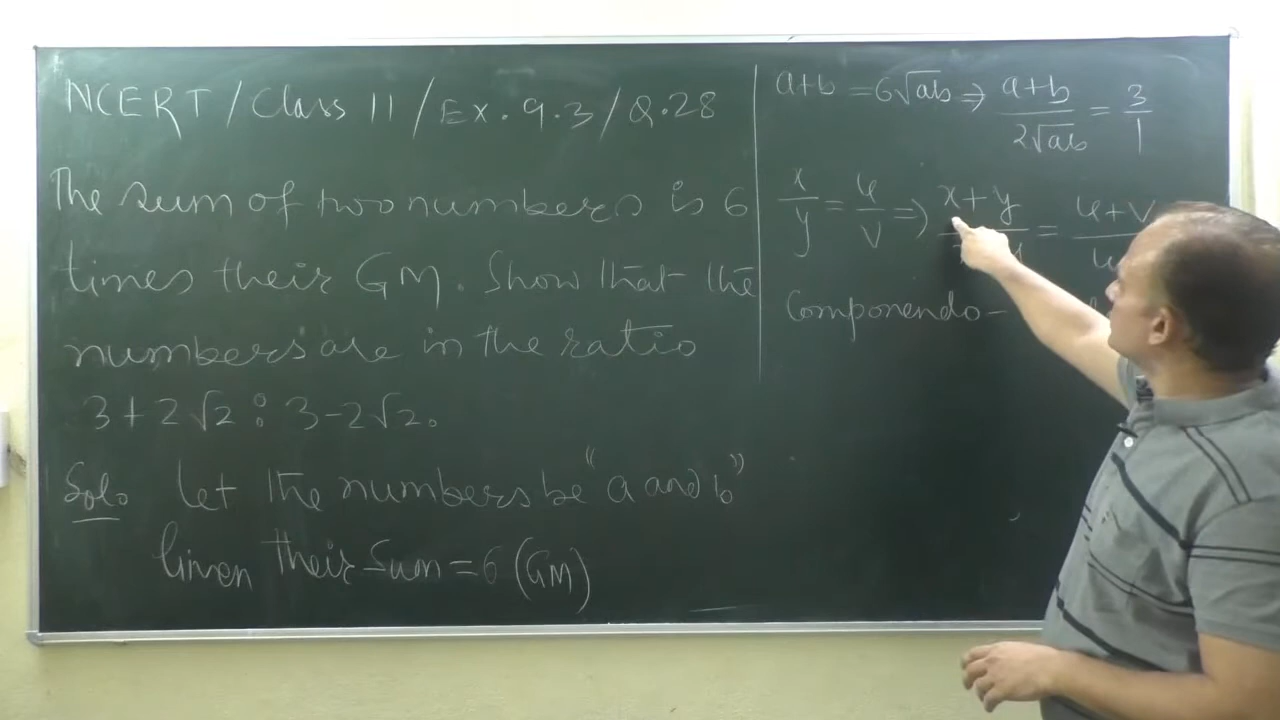 NCERT/Class 11/Ex. 9.3/Q.28
The sum of two numbers is 6
times their GM. Show that the
numbers are in the ratio
3+2√2 : 3-2√2.
Sol. Let the numbers be "a and b"
Given their Sum = 6 (GM)
a+b = 6√ab ⇒ a+b / 2√ab = 3/1
x/y = u/v ⇒ x+y = u+v
Componendo-